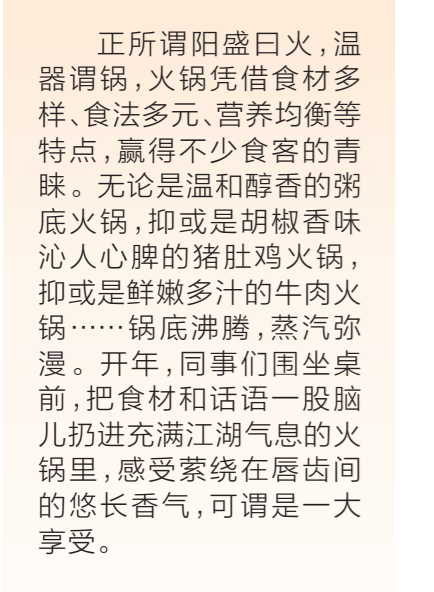 正所谓阳盛曰火,温
器谓锅,火锅凭借食材多
样、食法多元、营养均衡等
特点,赢得不少食客的青
睐。无论是温和醇香的粥
底火锅,抑或是胡椒香味
沁人心脾的猪肚鸡火锅,
抑或是鲜嫩多汁的牛肉火
锅……锅底沸腾,蒸汽弥
漫。开年,同事们围坐桌
前,把食材和话语一股脑
儿扔进充满江湖气息的火
锅里,感受萦绕在唇齿间
的悠长香气,可谓是一大
享受。